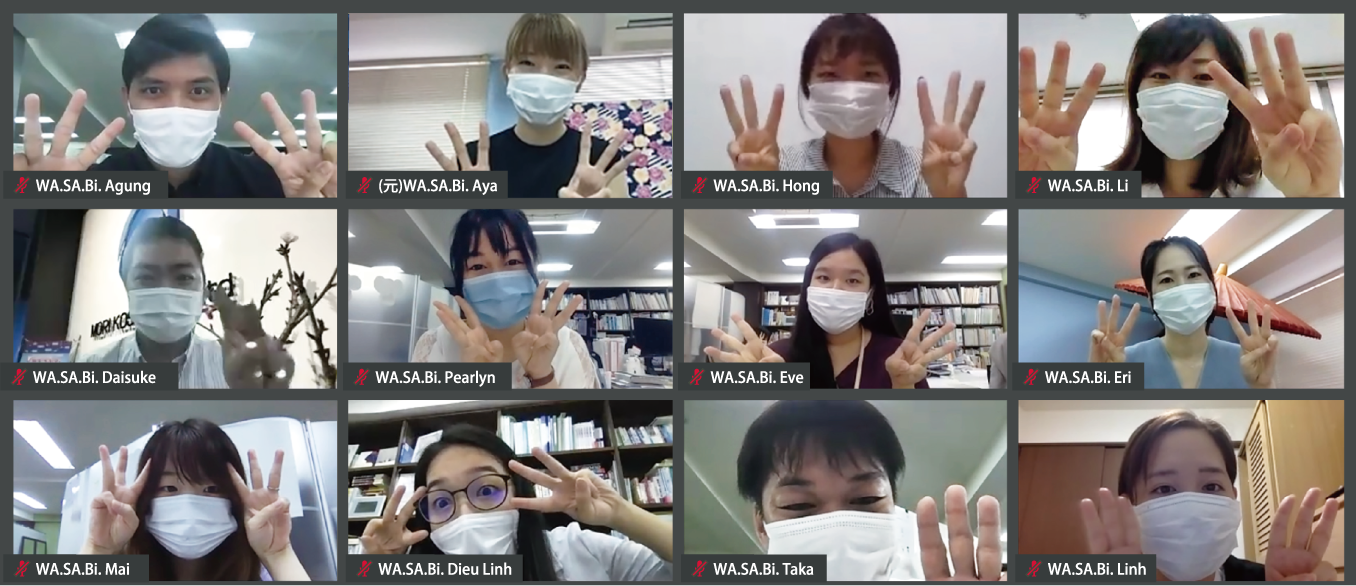 WA.SA.Bi. Agung
(元)WA.SA.Bi. Aya
WA.SA.Bi. Hong
WA.SA.Bi. Li
WA.SA.Bi. Daisuke
WA.SA.Bi. Pearlyn
WA.SA.Bi. Eve
WA.SA.Bi. Eri
WA.SA.Bi. Mai
WA.SA.Bi. Dieu Linh
WA.SA.Bi. Taka
WA.SA.Bi. Linh